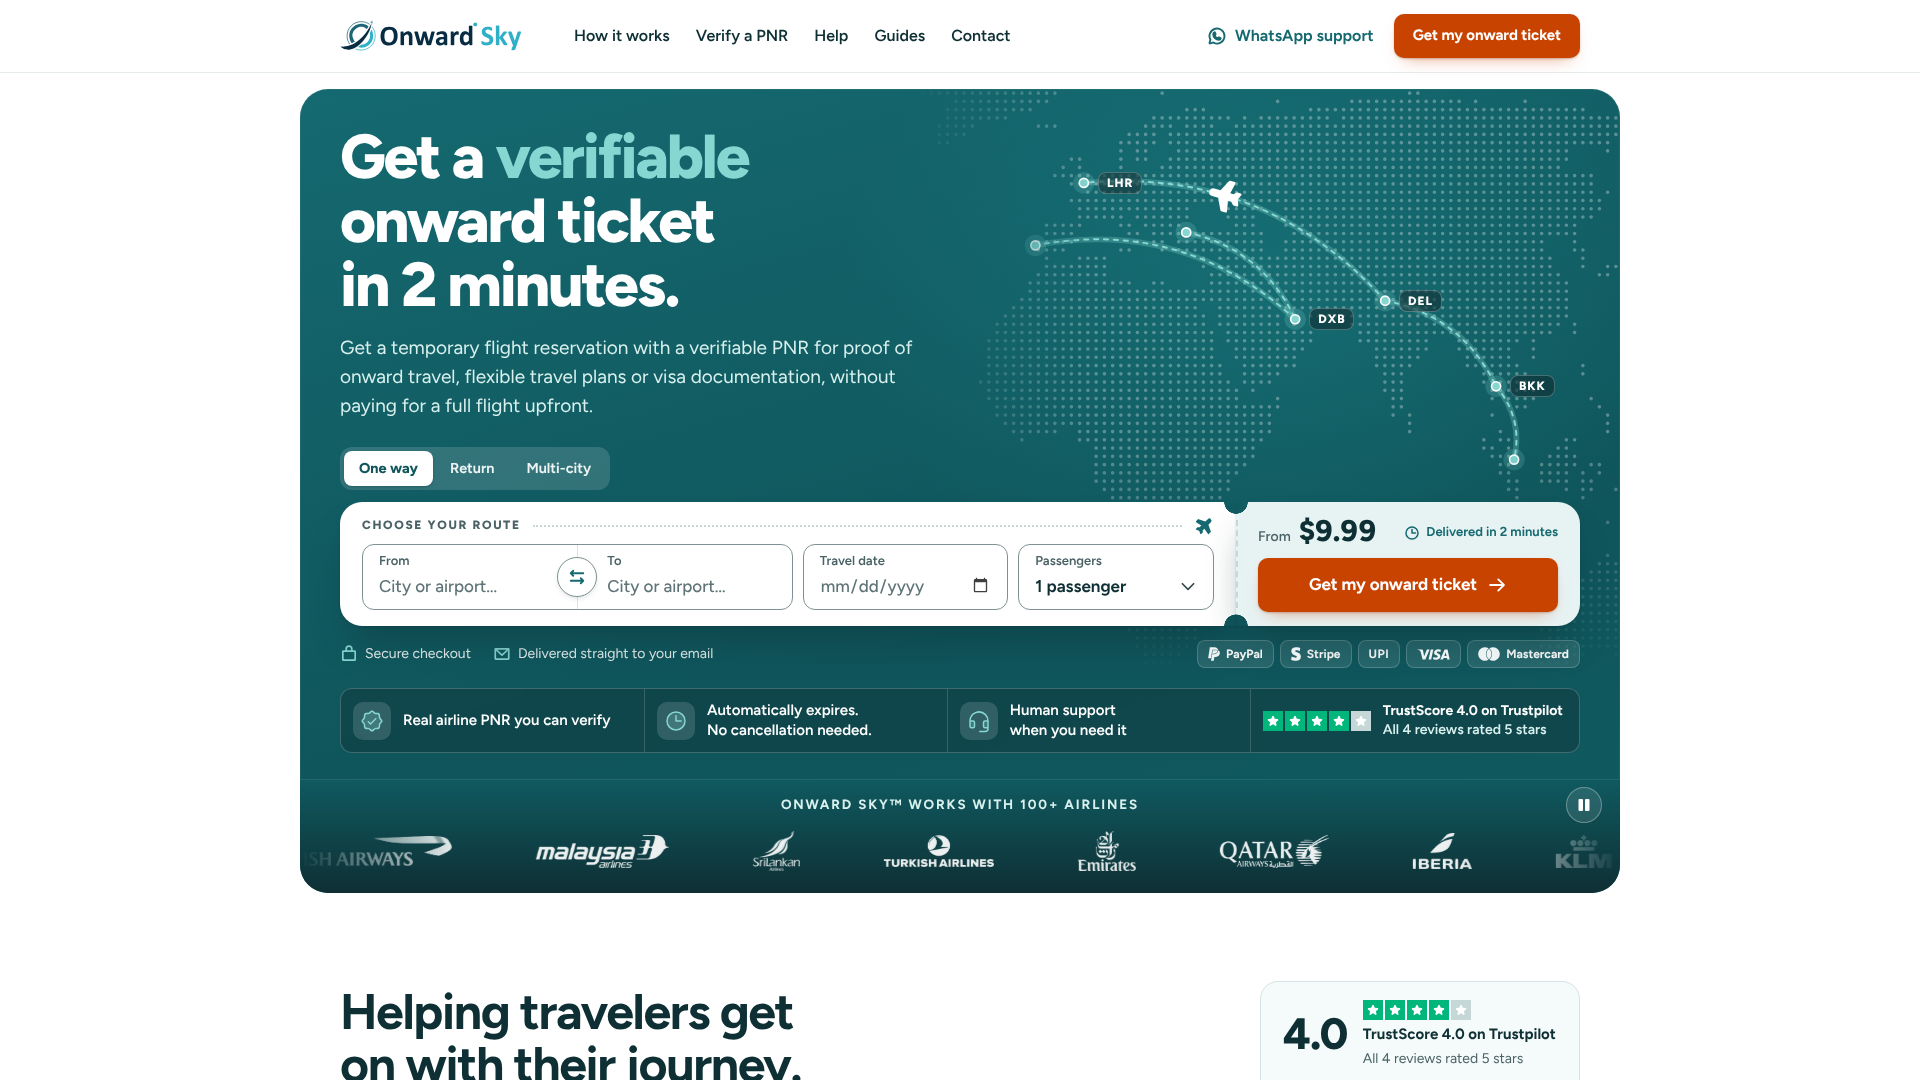 Onward Sky
How it works
Verify a PNR
Help
Guides
Contact
WhatsApp support
Get my onward ticket
Get a verifiable
onward ticket
in 2 minutes.
Get a temporary flight reservation with a verifiable PNR for proof of
onward travel, flexible travel plans or visa documentation, without
paying for a full flight upfront.
LHR
DXB
DEL
BKK
One way
Return
Multi-city
CHOOSE YOUR ROUTE
From
City or airport...
To
City or airport...
Travel date
mm/dd/yyyy
Passengers
1 passenger
From $9.99
Delivered in 2 minutes
Get my onward ticket
Secure checkout
Delivered straight to your email
PayPal
Stripe
UPI
VISA
Mastercard
Real airline PNR you can verify
Automatically expires.
No cancellation needed.
Human support
when you need it
TrustScore 4.0 on Trustpilot
All 4 reviews rated 5 stars
ONWARD SKY™ WORKS WITH 100+ AIRLINES
SH AIRWAYS
malaysia
airlines
SriLankan
TURKISH AIRLINES
Emirates
QATAR
AIRWAYS القطرية
IBERIA
KLM
Helping travelers get
on with their journey.
4.0
TrustScore 4.0 on Trustpilot
All 4 reviews rated 5 stars